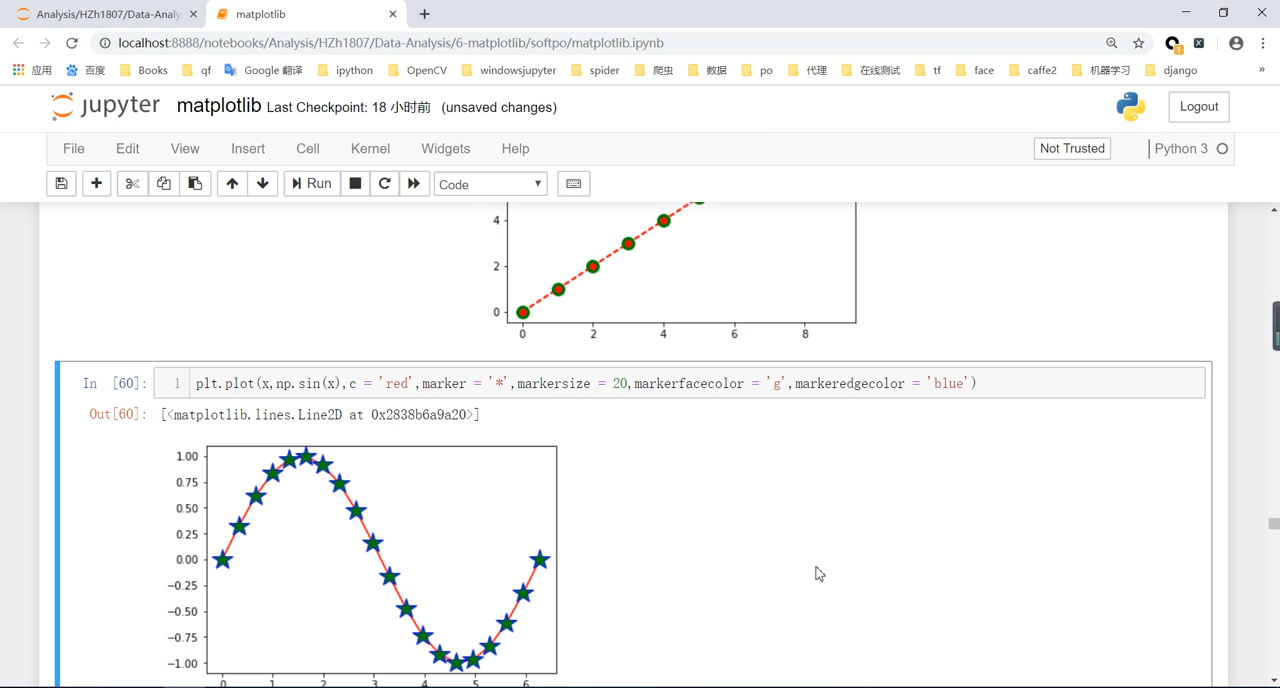 Analysis/HZh1807/Data-Analy
matplotlib
localhost:8888/notebooks/Analysis/HZh1807/Data-Analysis/6-matplotlib/softpo/matplotlib.ipynb
应用 百度 Books qf Google 翻译 ipython OpenCV windowsjupyter spider 爬虫 数据 po 代理 在线测试 tf face caffe2 机器学习 django »
jupyter matplotlib Last Checkpoint: 18 小时前 (unsaved changes)
Logout
File Edit View Insert Cell Kernel Widgets Help
Not Trusted
Python 3
Run
Code
4
2
0
0 2 4 6 8
In [60]: 1 plt.plot(x,np.sin(x),c = 'red',marker = '*',markersize = 20,markerfacecolor = 'g',markeredgecolor = 'blue')
Out[60]: [<matplotlib.lines.Line2D at 0x2838b6a9a20>]
1.00
0.75
0.50
0.25
0.00
−0.25
−0.50
−0.75
−1.00
0 1 2 3 4 5 6